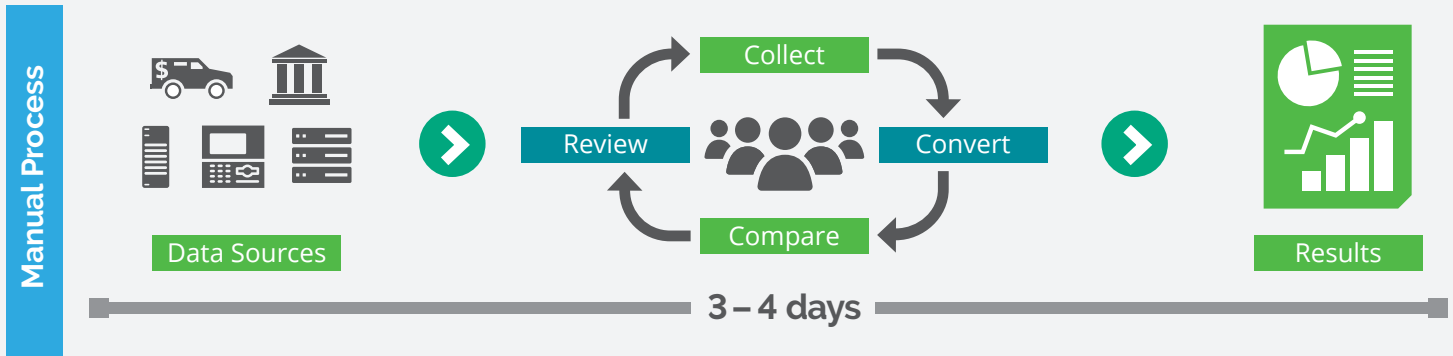 Manual Process
$
Data Sources
Collect
Review
Convert
Compare
Results
3 – 4 days